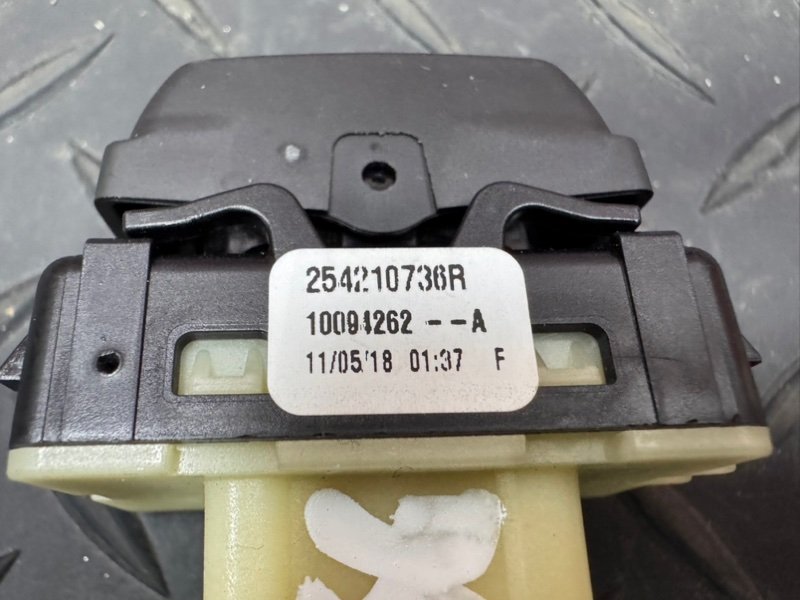 254210736R
10094262 -- A
11/05/18 01:37 F